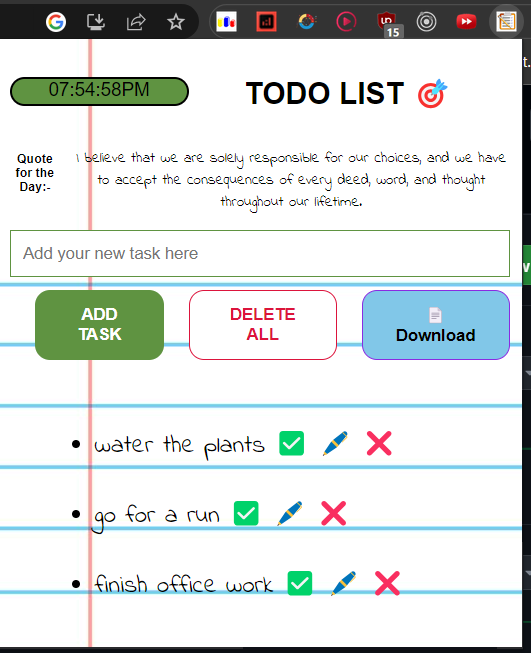 15
07:54:58PM
TODO LIST
Quote
for the
Day:-
I believe that we are solely responsible for our choices, and we have
to accept the consequences of every deed, word, and thought
throughout our lifetime.
Add your new task here
ADD
TASK
DELETE
ALL
Download
water the plants
go for a run
finish office work